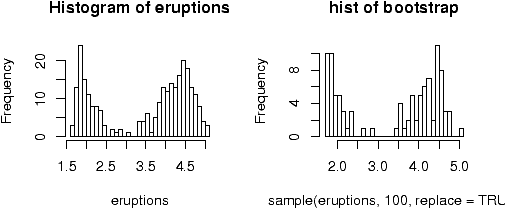 Histogram of eruptions
Frequency
0 10 20
1.5 2.5 3.5 4.5
eruptions
hist of bootstrap
Frequency
0 4 8
2.0 3.0 4.0 5.0
sample(eruptions, 100, replace = TRU